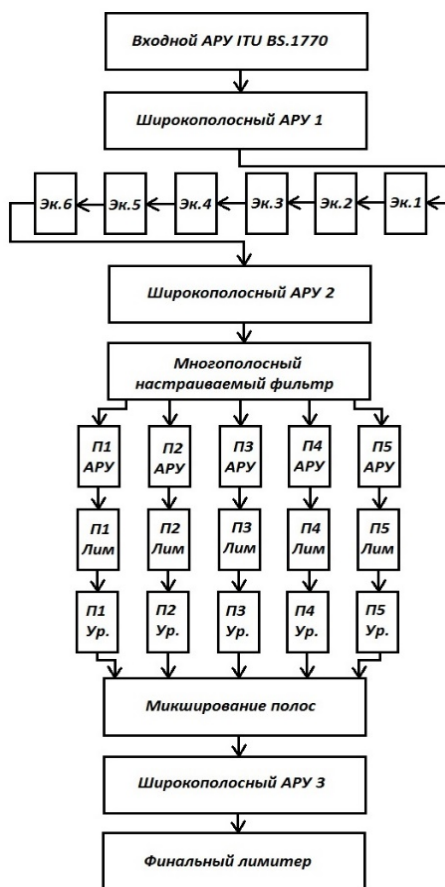 Входной АРУ ITU BS.1770
Широкополосный АРУ 1
Эк.6 Эк.5 Эк.4 Эк.3 Эк.2 Эк.1
Широкополосный АРУ 2
Многополосный
настраиваемый фильтр
П1 П2 П3 П4 П5
АРУ АРУ АРУ АРУ АРУ
П1 П2 П3 П4 П5
Лим Лим Лим Лим Лим
П1 П2 П3 П4 П5
Ур. Ур. Ур. Ур. Ур.
Микширование полос
Широкополосный АРУ 3
Финальный лимитер